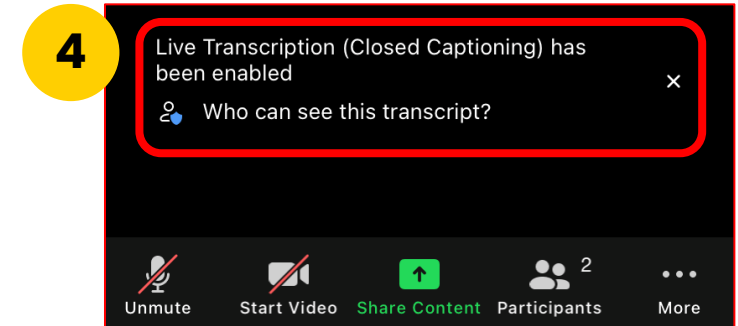 4
Live Transcription (Closed Captioning) has
been enabled
Who can see this transcript?
2
Unmute Start Video Share Content Participants More